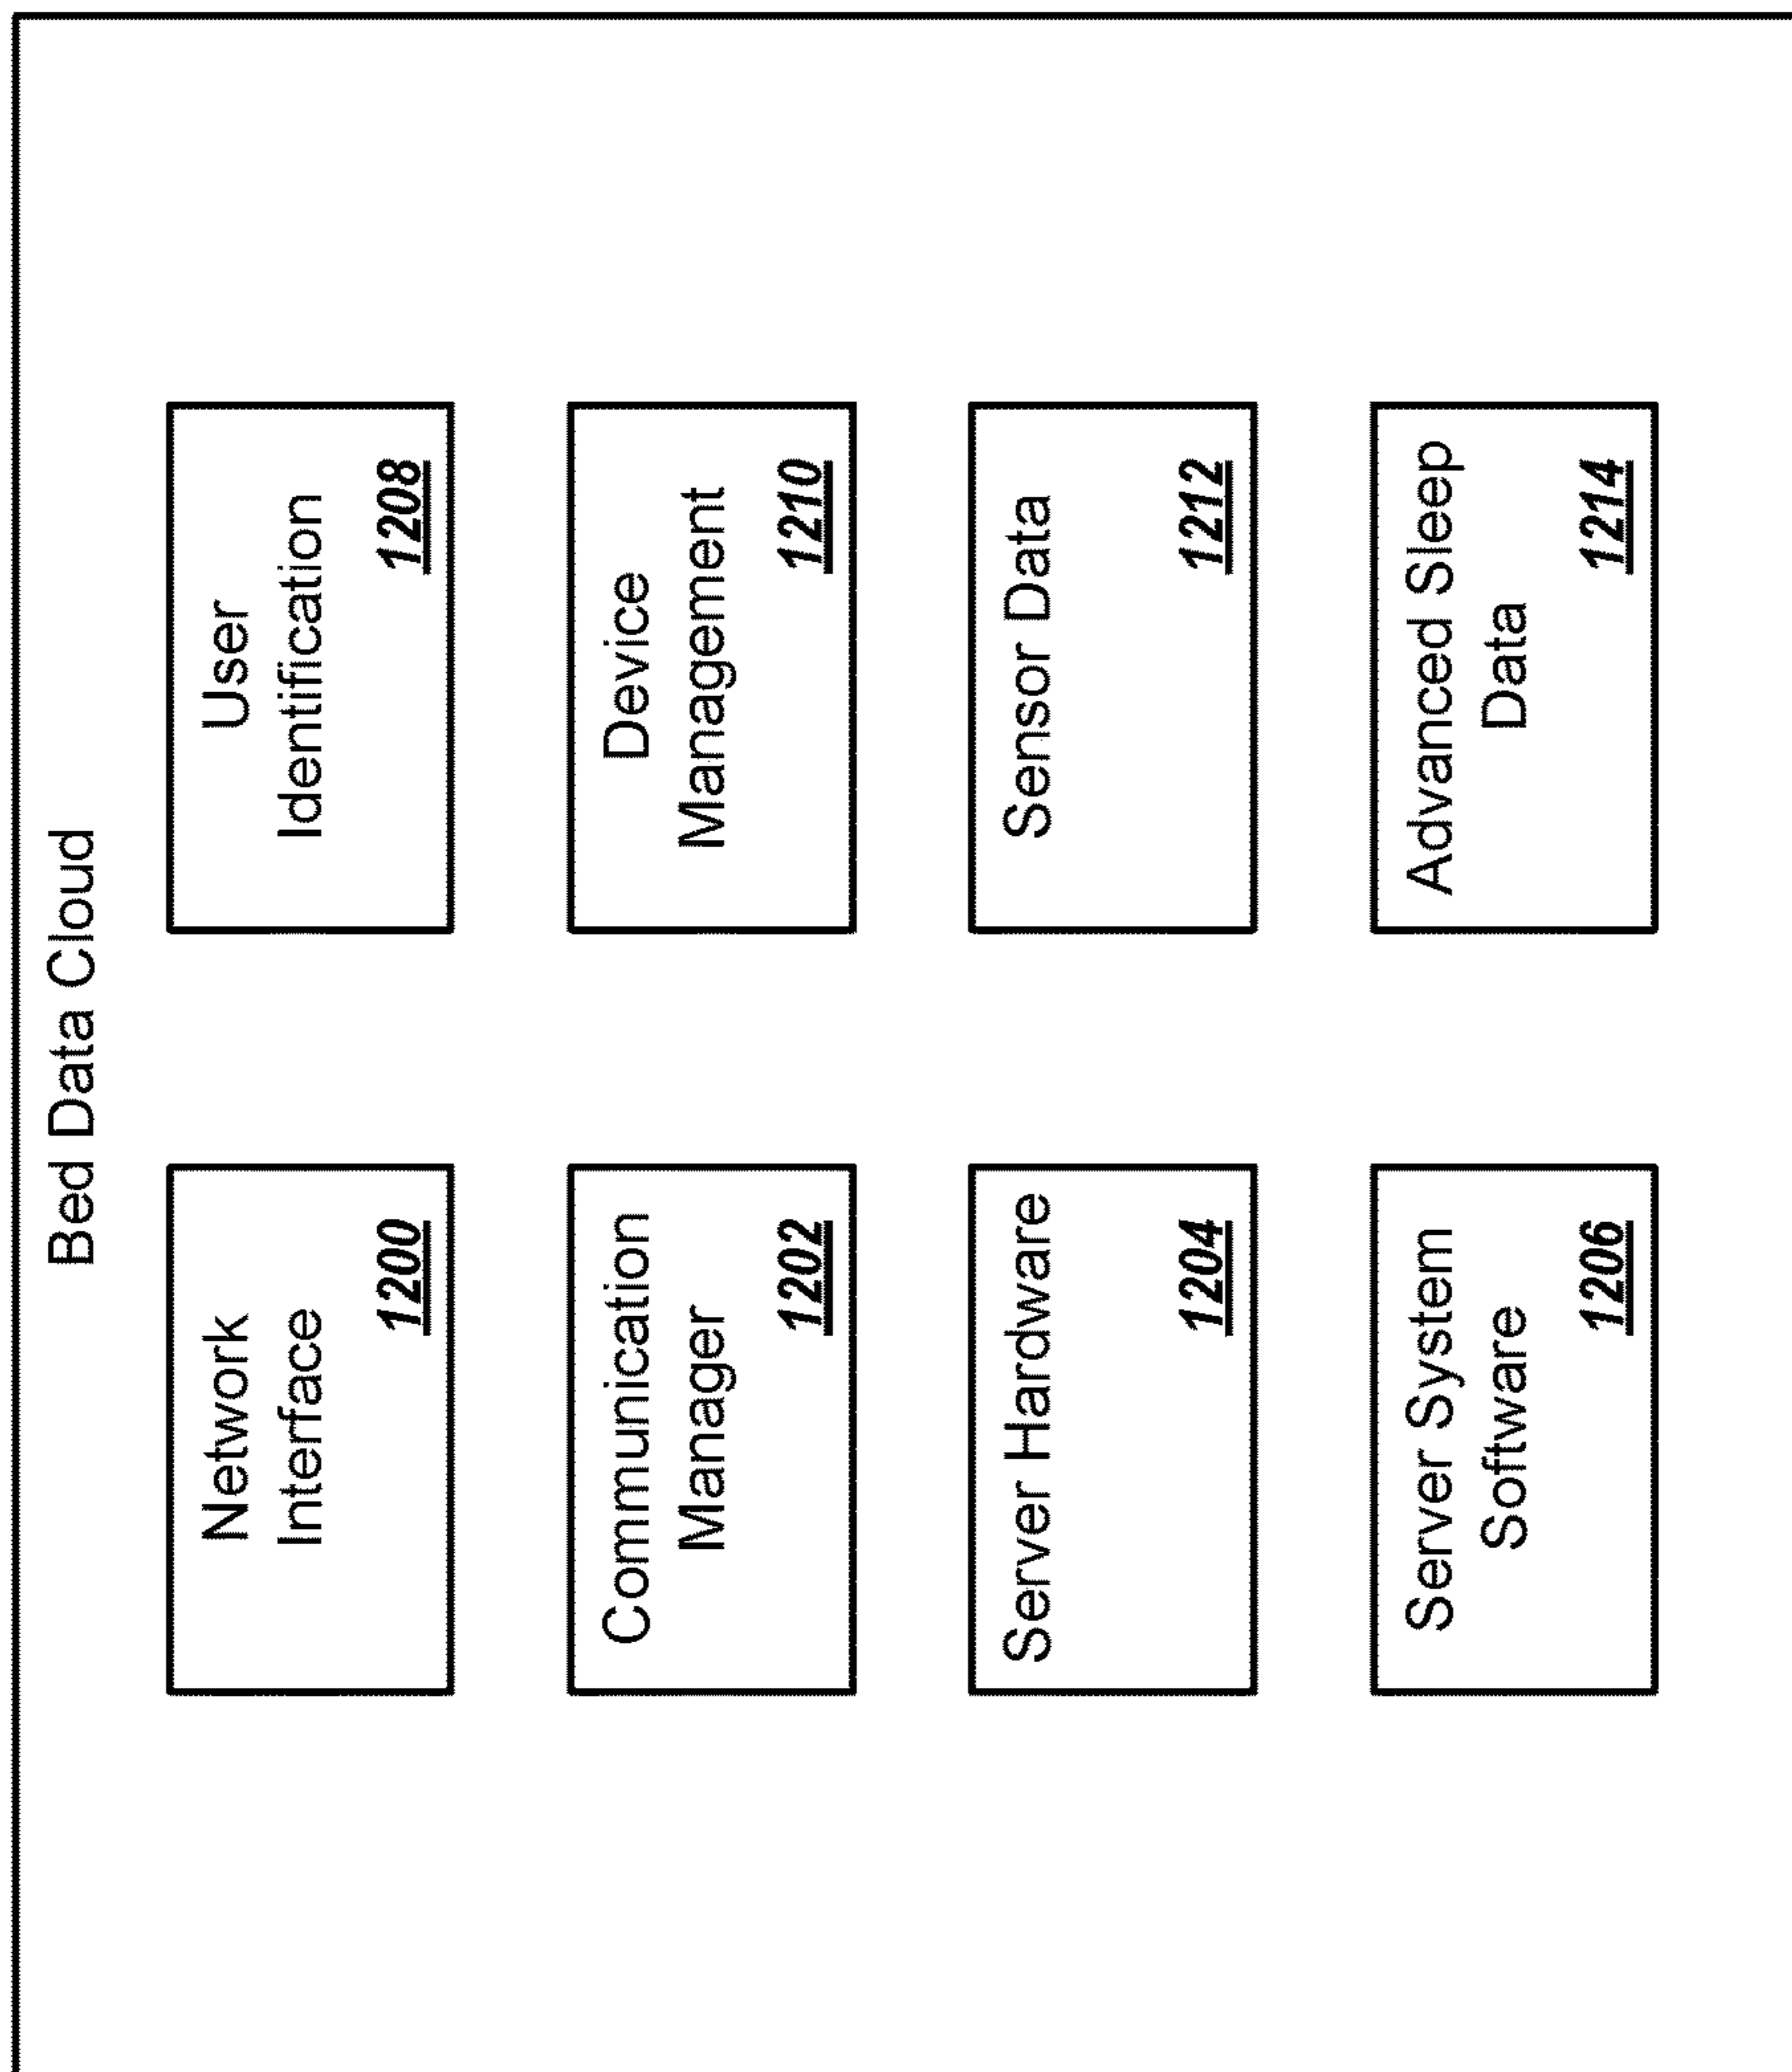 Bed Data Cloud
Network
Interface
1200
Communication
Manager
1202
Server Hardware
1204
Server System
Software
1206
User
Identification
1208
Device
Management
1210
Sensor Data
1212
Advanced Sleep
Data
1214